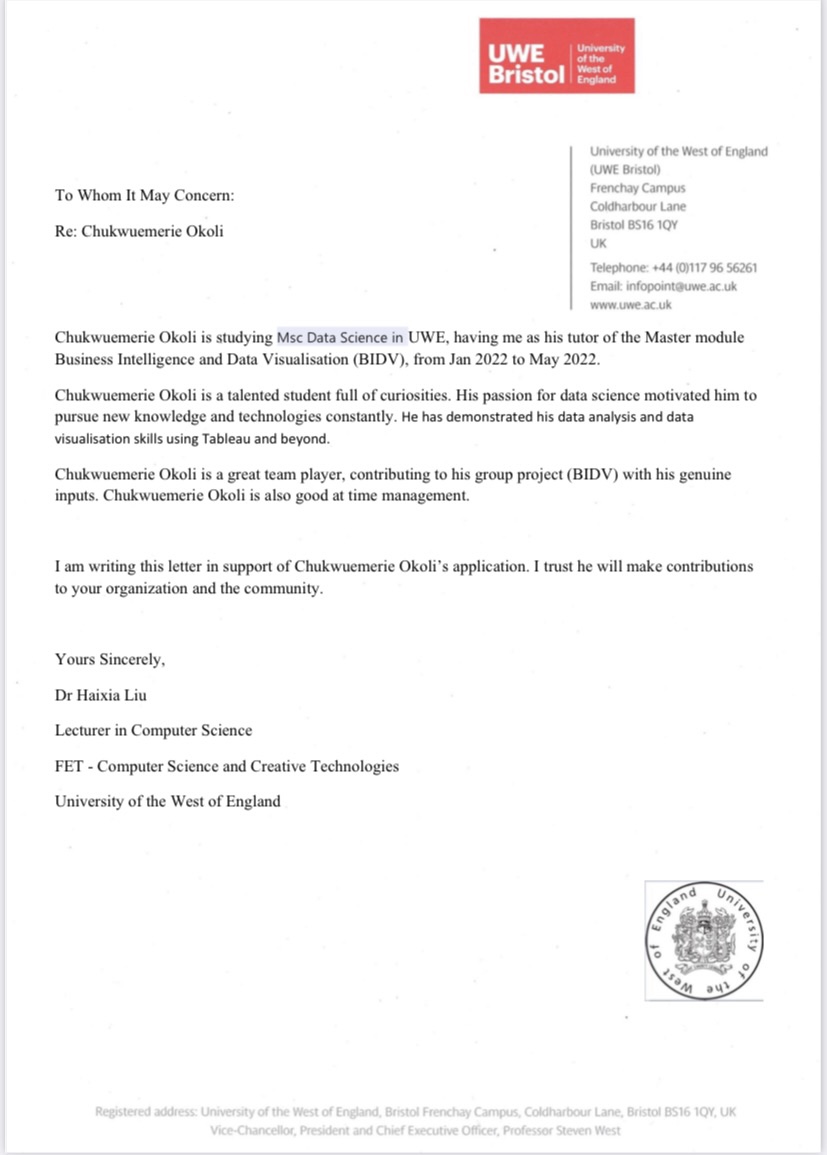 UWE
Bristol
University
of the
West of
England
University of the West of England
(UWE Bristol)
Frenchay Campus
Coldharbour Lane
Bristol BS16 1QY
UK
Telephone: +44 (0)117 96 56261
Email: infopoint@uwe.ac.uk
www.uwe.ac.uk
To Whom It May Concern:
Re: Chukwuemerie Okoli
Chukwuemerie Okoli is studying Msc Data Science in UWE, having me as his tutor of the Master module
Business Intelligence and Data Visualisation (BIDV), from Jan 2022 to May 2022.
Chukwuemerie Okoli is a talented student full of curiosities. His passion for data science motivated him to
pursue new knowledge and technologies constantly. He has demonstrated his data analysis and data
visualisation skills using Tableau and beyond.
Chukwuemerie Okoli is a great team player, contributing to his group project (BIDV) with his genuine
inputs. Chukwuemerie Okoli is also good at time management.
I am writing this letter in support of Chukwuemerie Okoli's application. I trust he will make contributions
to your organization and the community.
Yours Sincerely,
Dr Haixia Liu
Lecturer in Computer Science
FET - Computer Science and Creative Technologies
University of the West of England
University of the West of England
Registered address: University of the West of England, Bristol Frenchay Campus, Coldharbour Lane, Bristol BS16 1QY, UK
Vice-Chancellor, President and Chief Executive Officer, Professor Steven West